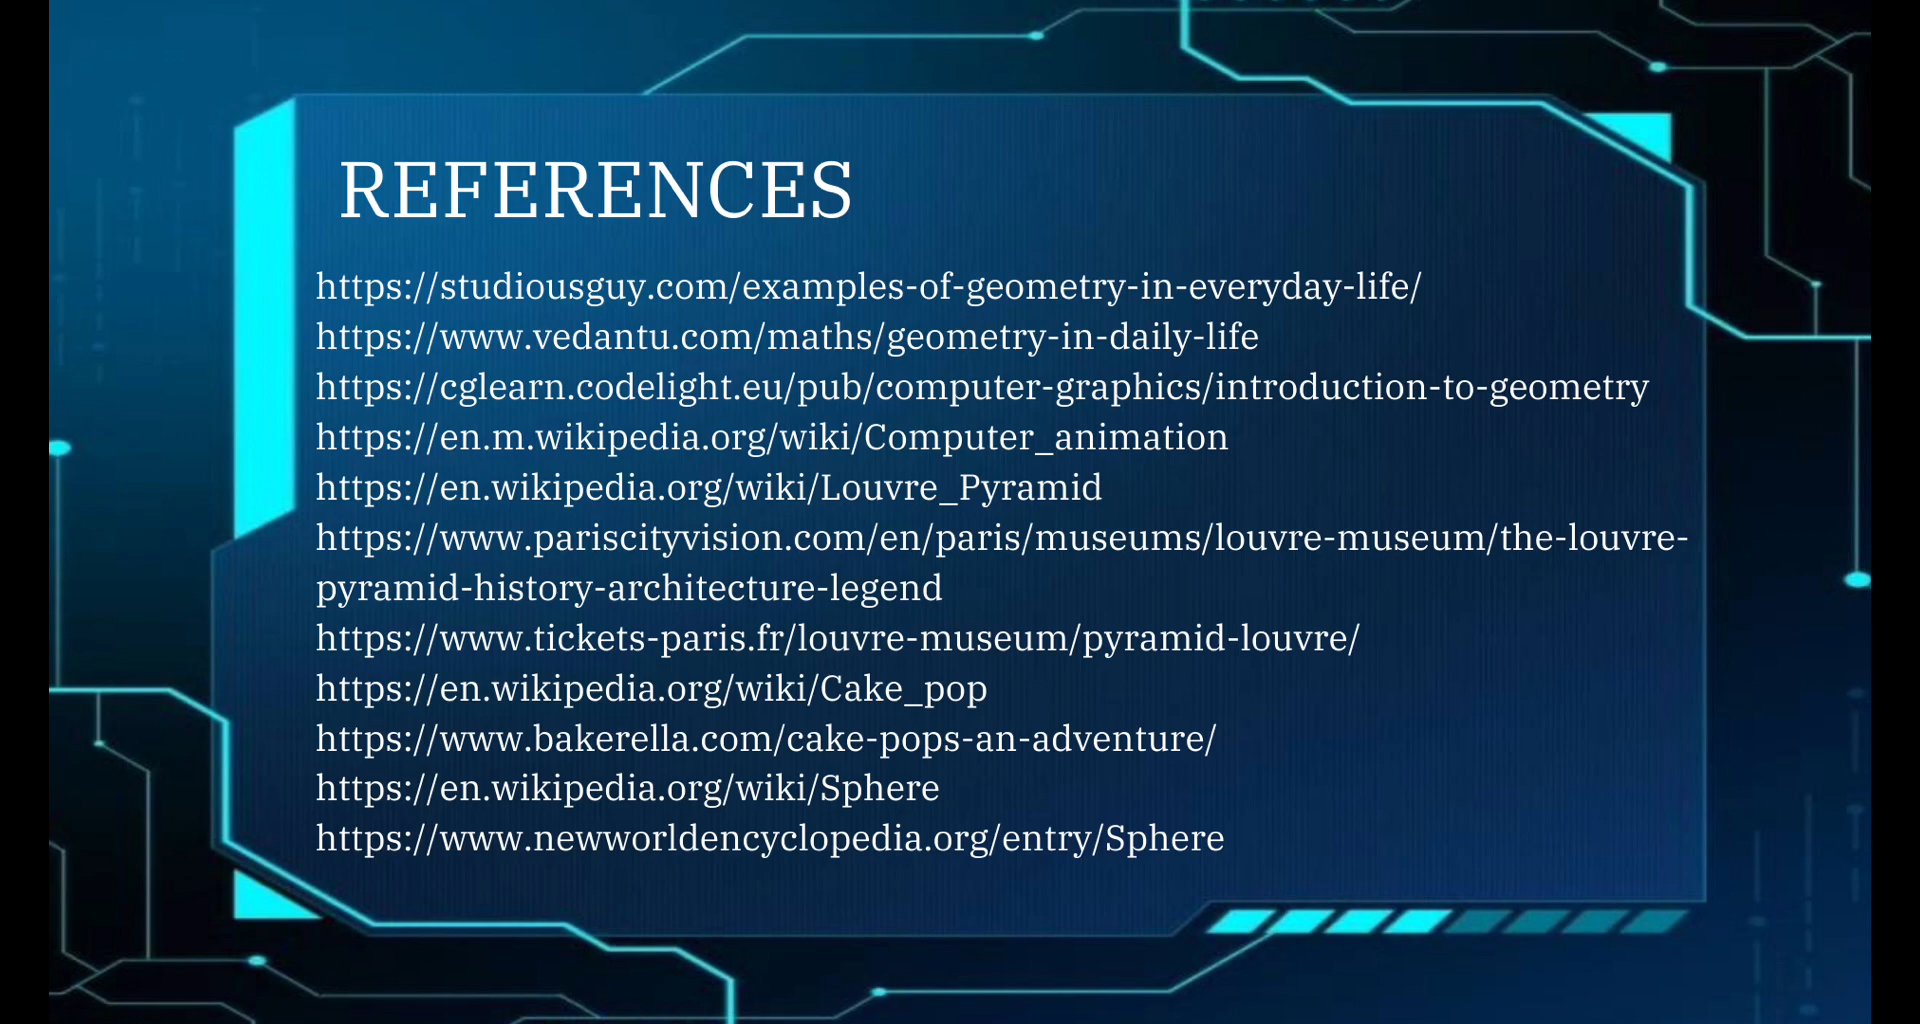 REFERENCES
https://studiousguy.com/examples-of-geometry-in-everyday-life/
https://www.vedantu.com/maths/geometry-in-daily-life
https://cglearn.codelight.eu/pub/computer-graphics/introduction-to-geometry
https://en.m.wikipedia.org/wiki/Computer_animation
https://en.wikipedia.org/wiki/Louvre_Pyramid
https://www.pariscityvision.com/en/paris/museums/louvre-museum/the-louvre-
pyramid-history-architecture-legend
https://www.tickets-paris.fr/louvre-museum/pyramid-louvre/
https://en.wikipedia.org/wiki/Cake_pop
https://www.bakerella.com/cake-pops-an-adventure/
https://en.wikipedia.org/wiki/Sphere
https://www.newworldencyclopedia.org/entry/Sphere